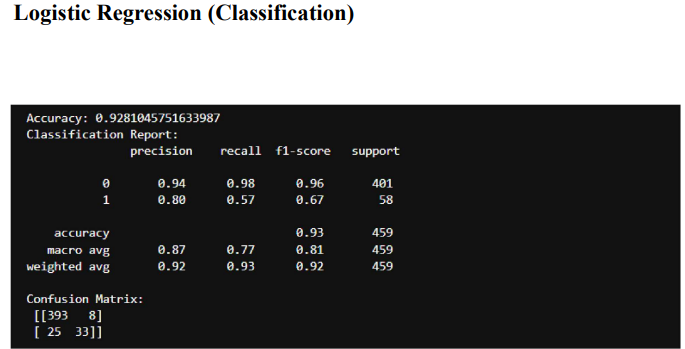 Logistic Regression (Classification)
Accuracy: 0.9281045751633987
Classification Report:
precision recall f1-score support
0 0.94 0.98 0.96 401
1 0.80 0.57 0.67 58
accuracy 0.93 459
macro avg 0.87 0.77 0.81 459
weighted avg 0.92 0.93 0.92 459
Confusion Matrix:
[[393 8]
[ 25 33]]